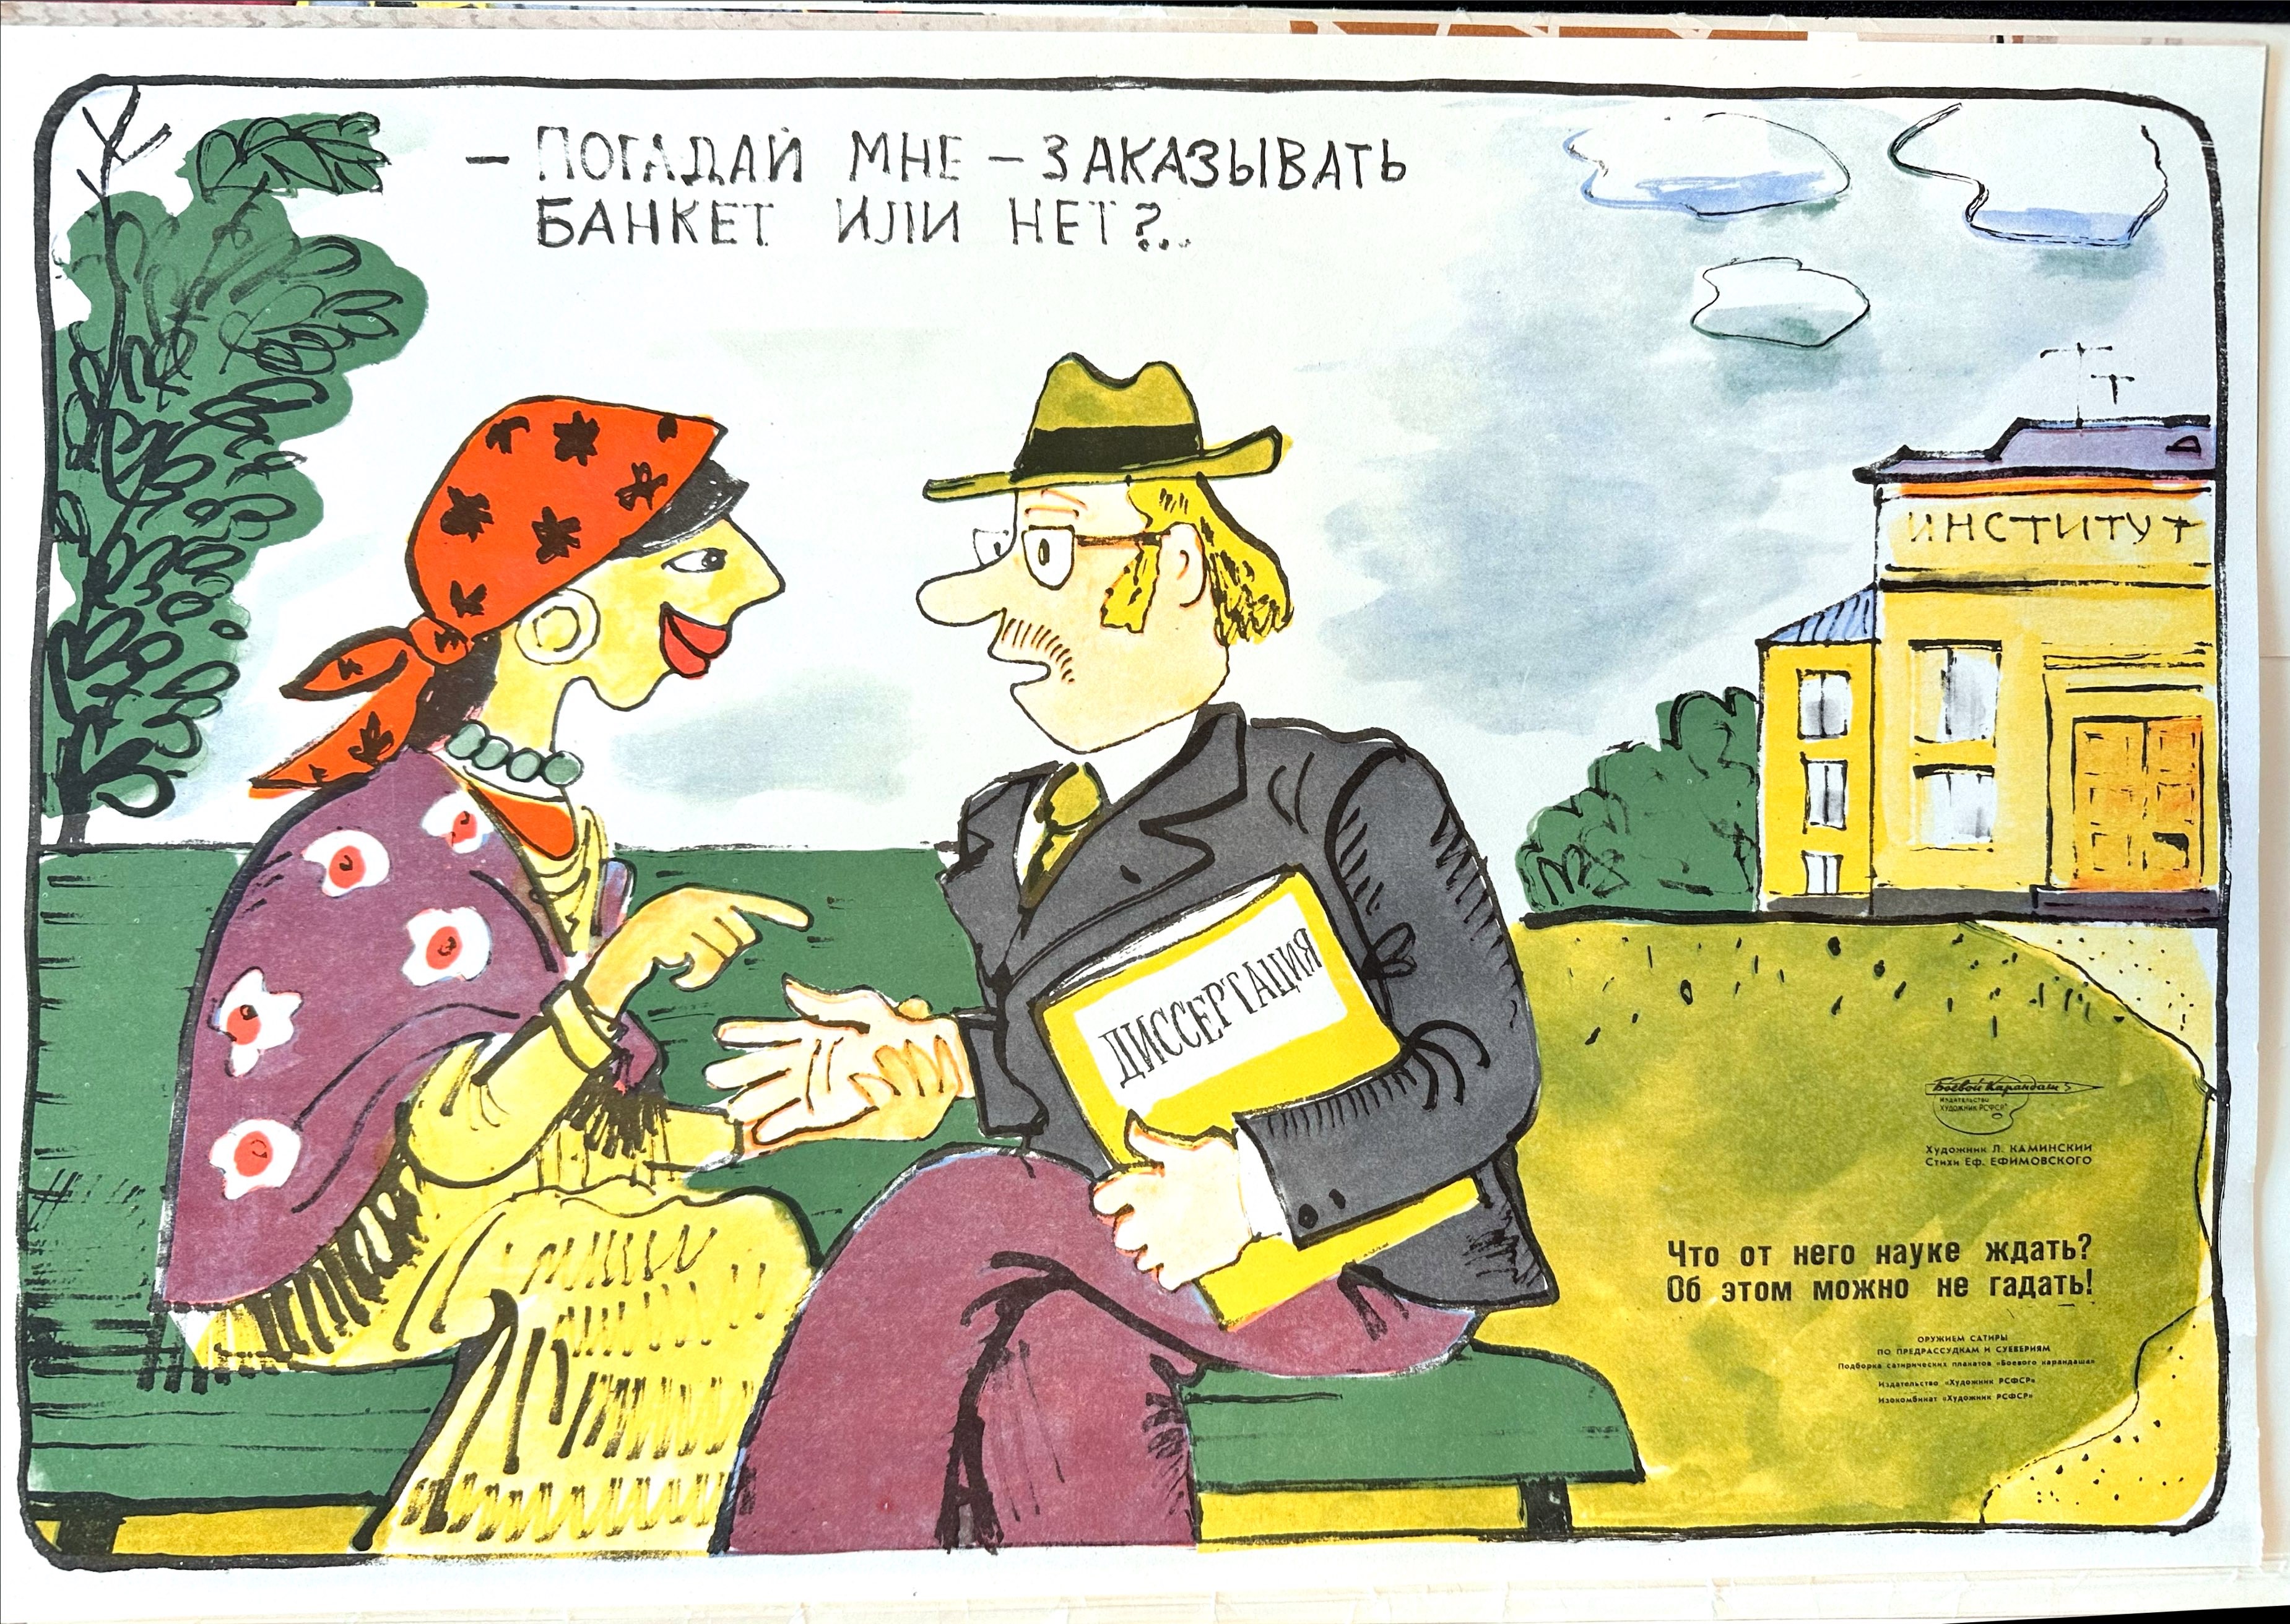 — ПОГАДАЙ МНЕ — ЗАКАЗЫВАТЬ
БАНКЕТ ИЛИ НЕТ?..
ИНСТИТУТ
ДИССЕРТАЦИЯ
Боевой Карандаш
Издательство
"Художник РСФСР"
Художник Л. КАМИНСКИЙ
Стихи Еф. ЕФИМОВСКОГО
Что от него науке ждать?
Об этом можно не гадать!
ОРУЖИЕМ САТИРЫ
ПО ПРЕДРАССУДКАМ И СУЕВЕРИЯМ
Подборка сатирических плакатов «Боевого карандаша»
Издательство «Художник РСФСР»
Изокомбинат «Художник РСФСР»